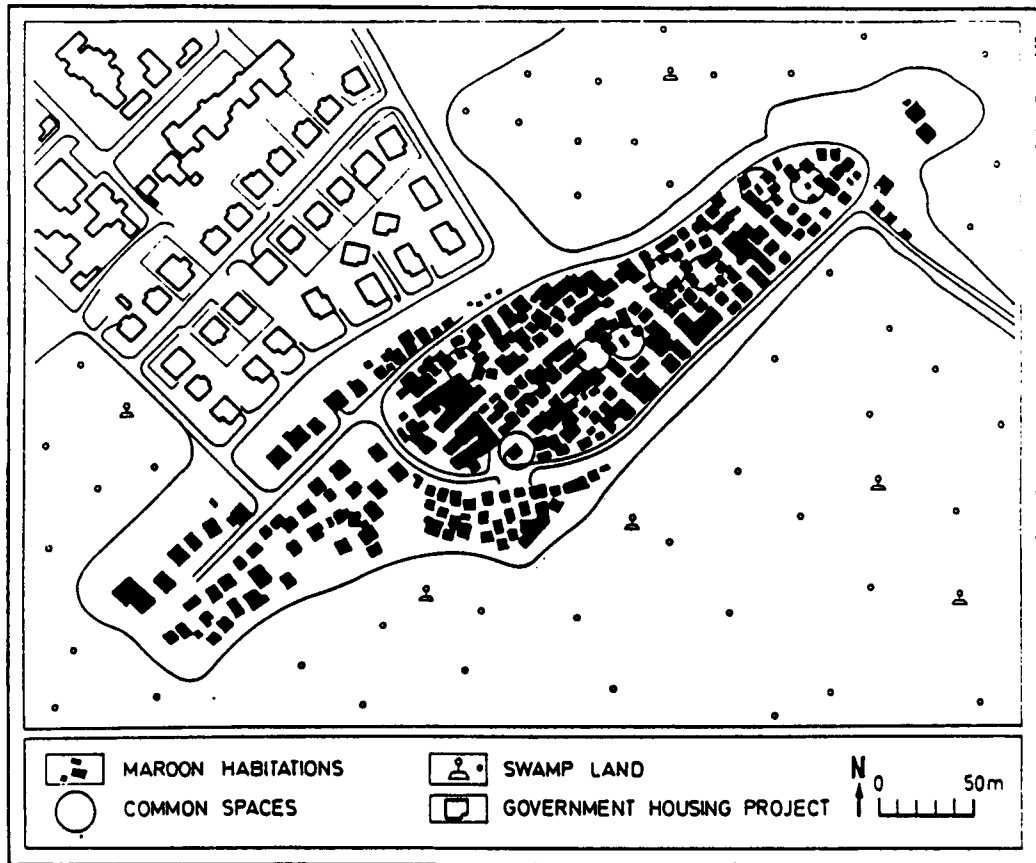 MAROON HABITATIONS
COMMON SPACES
SWAMP LAND
GOVERNMENT HOUSING PROJECT
N
0 50m